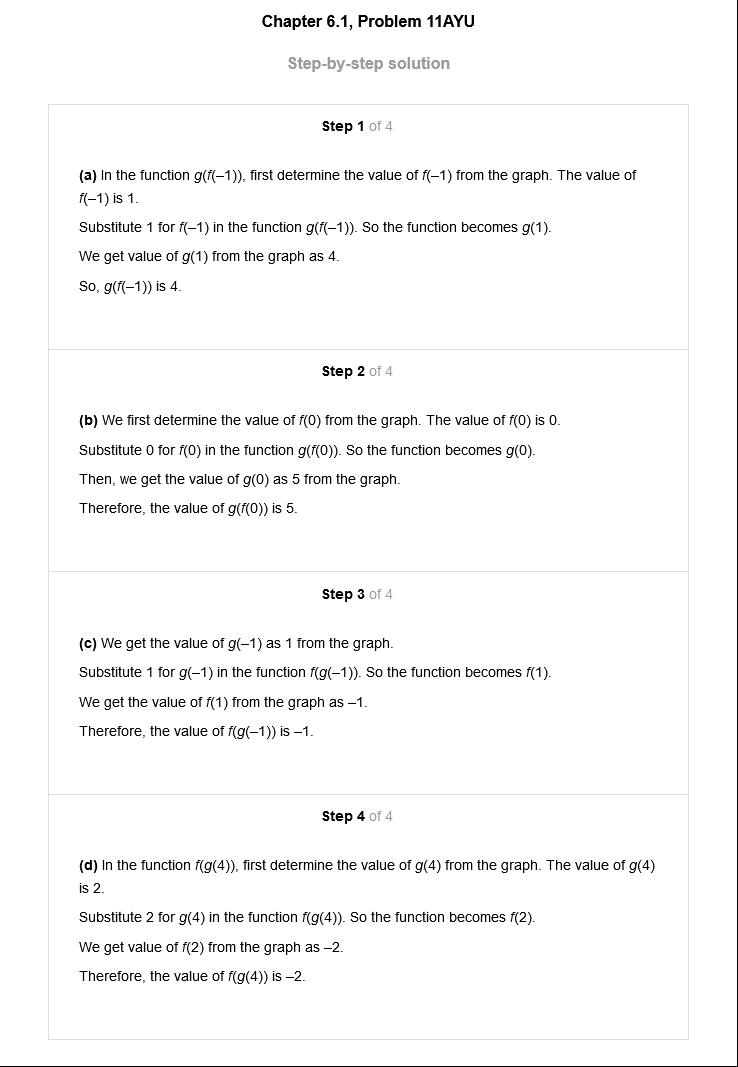 Chapter 6.1, Problem 11AYU
Step-by-step solution
Step 1 of 4
(a) In the function g(f(–1)), first determine the value of f(–1) from the graph. The value of
f(–1) is 1.
Substitute 1 for f(–1) in the function g(f(–1)). So the function becomes g(1).
We get value of g(1) from the graph as 4.
So, g(f(–1)) is 4.
Step 2 of 4
(b) We first determine the value of f(0) from the graph. The value of f(0) is 0.
Substitute 0 for f(0) in the function g(f(0)). So the function becomes g(0).
Then, we get the value of g(0) as 5 from the graph.
Therefore, the value of g(f(0)) is 5.
Step 3 of 4
(c) We get the value of g(–1) as 1 from the graph.
Substitute 1 for g(–1) in the function f(g(–1)). So the function becomes f(1).
We get the value of f(1) from the graph as –1.
Therefore, the value of f(g(–1)) is –1.
Step 4 of 4
(d) In the function f(g(4)), first determine the value of g(4) from the graph. The value of g(4)
is 2.
Substitute 2 for g(4) in the function f(g(4)). So the function becomes f(2).
We get value of f(2) from the graph as –2.
Therefore, the value of f(g(4)) is –2.